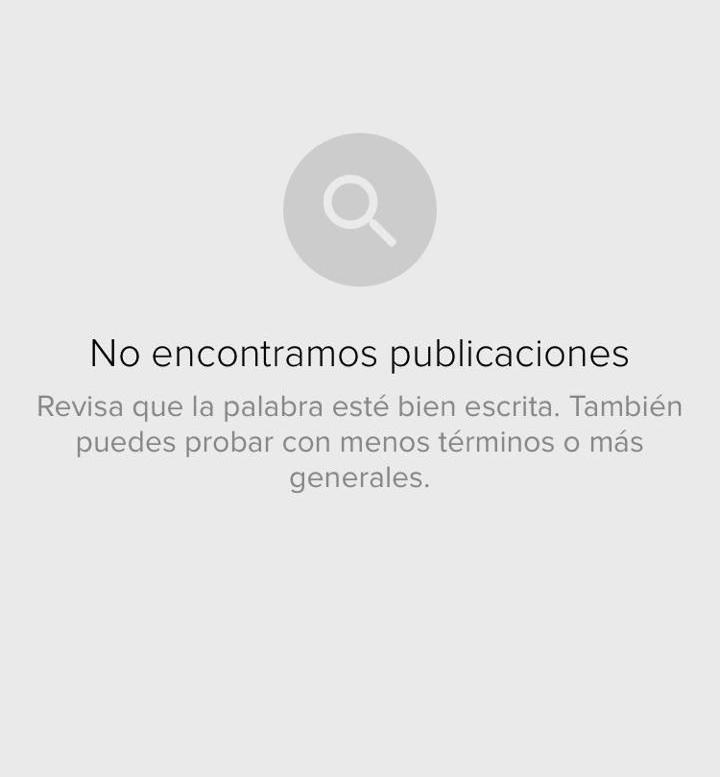 No encontramos publicaciones
Revisa que la palabra esté bien escrita. También
puedes probar con menos términos o más
generales.